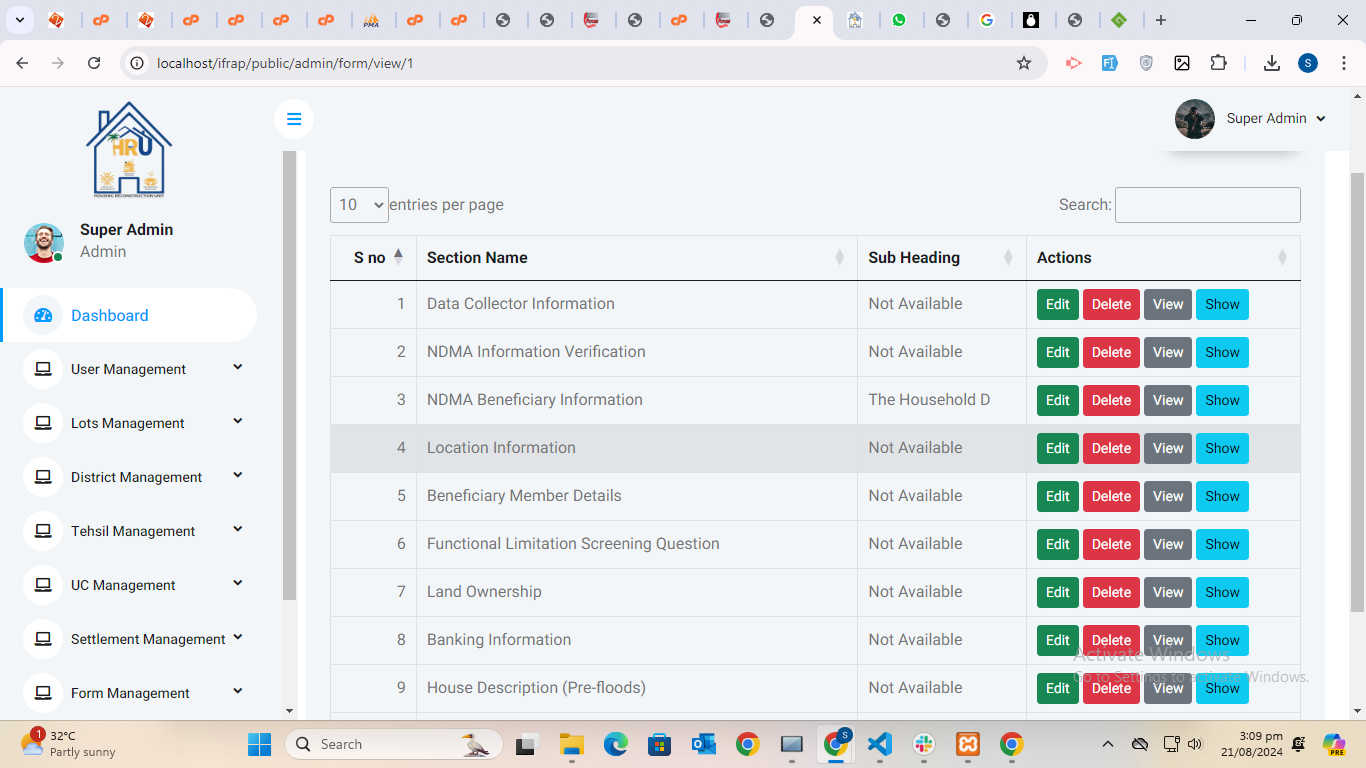 PMA
localhost/ifrap/public/admin/form/view/1
S
HRU
HOUSING RECONSTRUCTION UNIT
Super Admin
Super Admin
Admin
Dashboard
User Management
Lots Management
District Management
Tehsil Management
UC Management
Settlement Management
Form Management
10 entries per page
Search:
S no Section Name Sub Heading Actions
1 Data Collector Information Not Available Edit Delete View Show
2 NDMA Information Verification Not Available Edit Delete View Show
3 NDMA Beneficiary Information The Household D Edit Delete View Show
4 Location Information Not Available Edit Delete View Show
5 Beneficiary Member Details Not Available Edit Delete View Show
6 Functional Limitation Screening Question Not Available Edit Delete View Show
7 Land Ownership Not Available Edit Delete View Show
8 Banking Information Not Available Edit Delete View Show
9 House Description (Pre-floods) Not Available Edit Delete View Show
Activate Windows
Go to Settings to activate Windows.
1
32°C
Partly sunny
Search
S
3:09 pm
21/08/2024
PRE